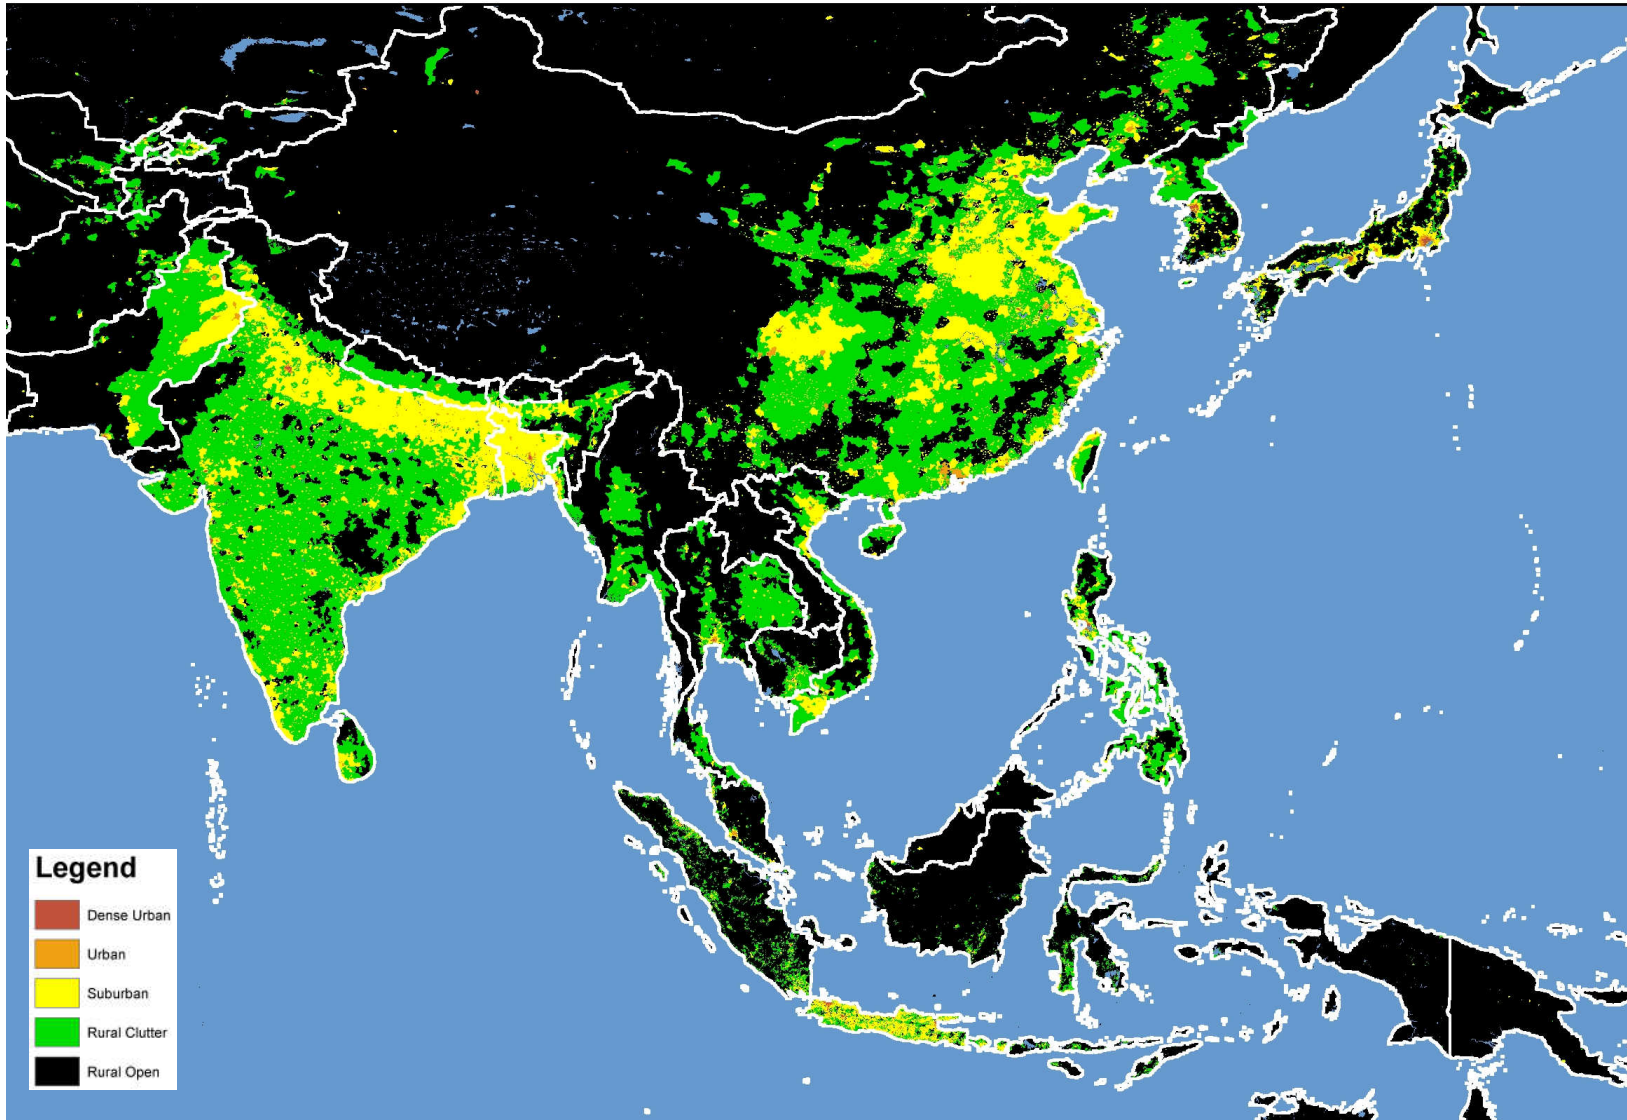 Legend
Dense Urban
Urban
Suburban
Rural Clutter
Rural Open